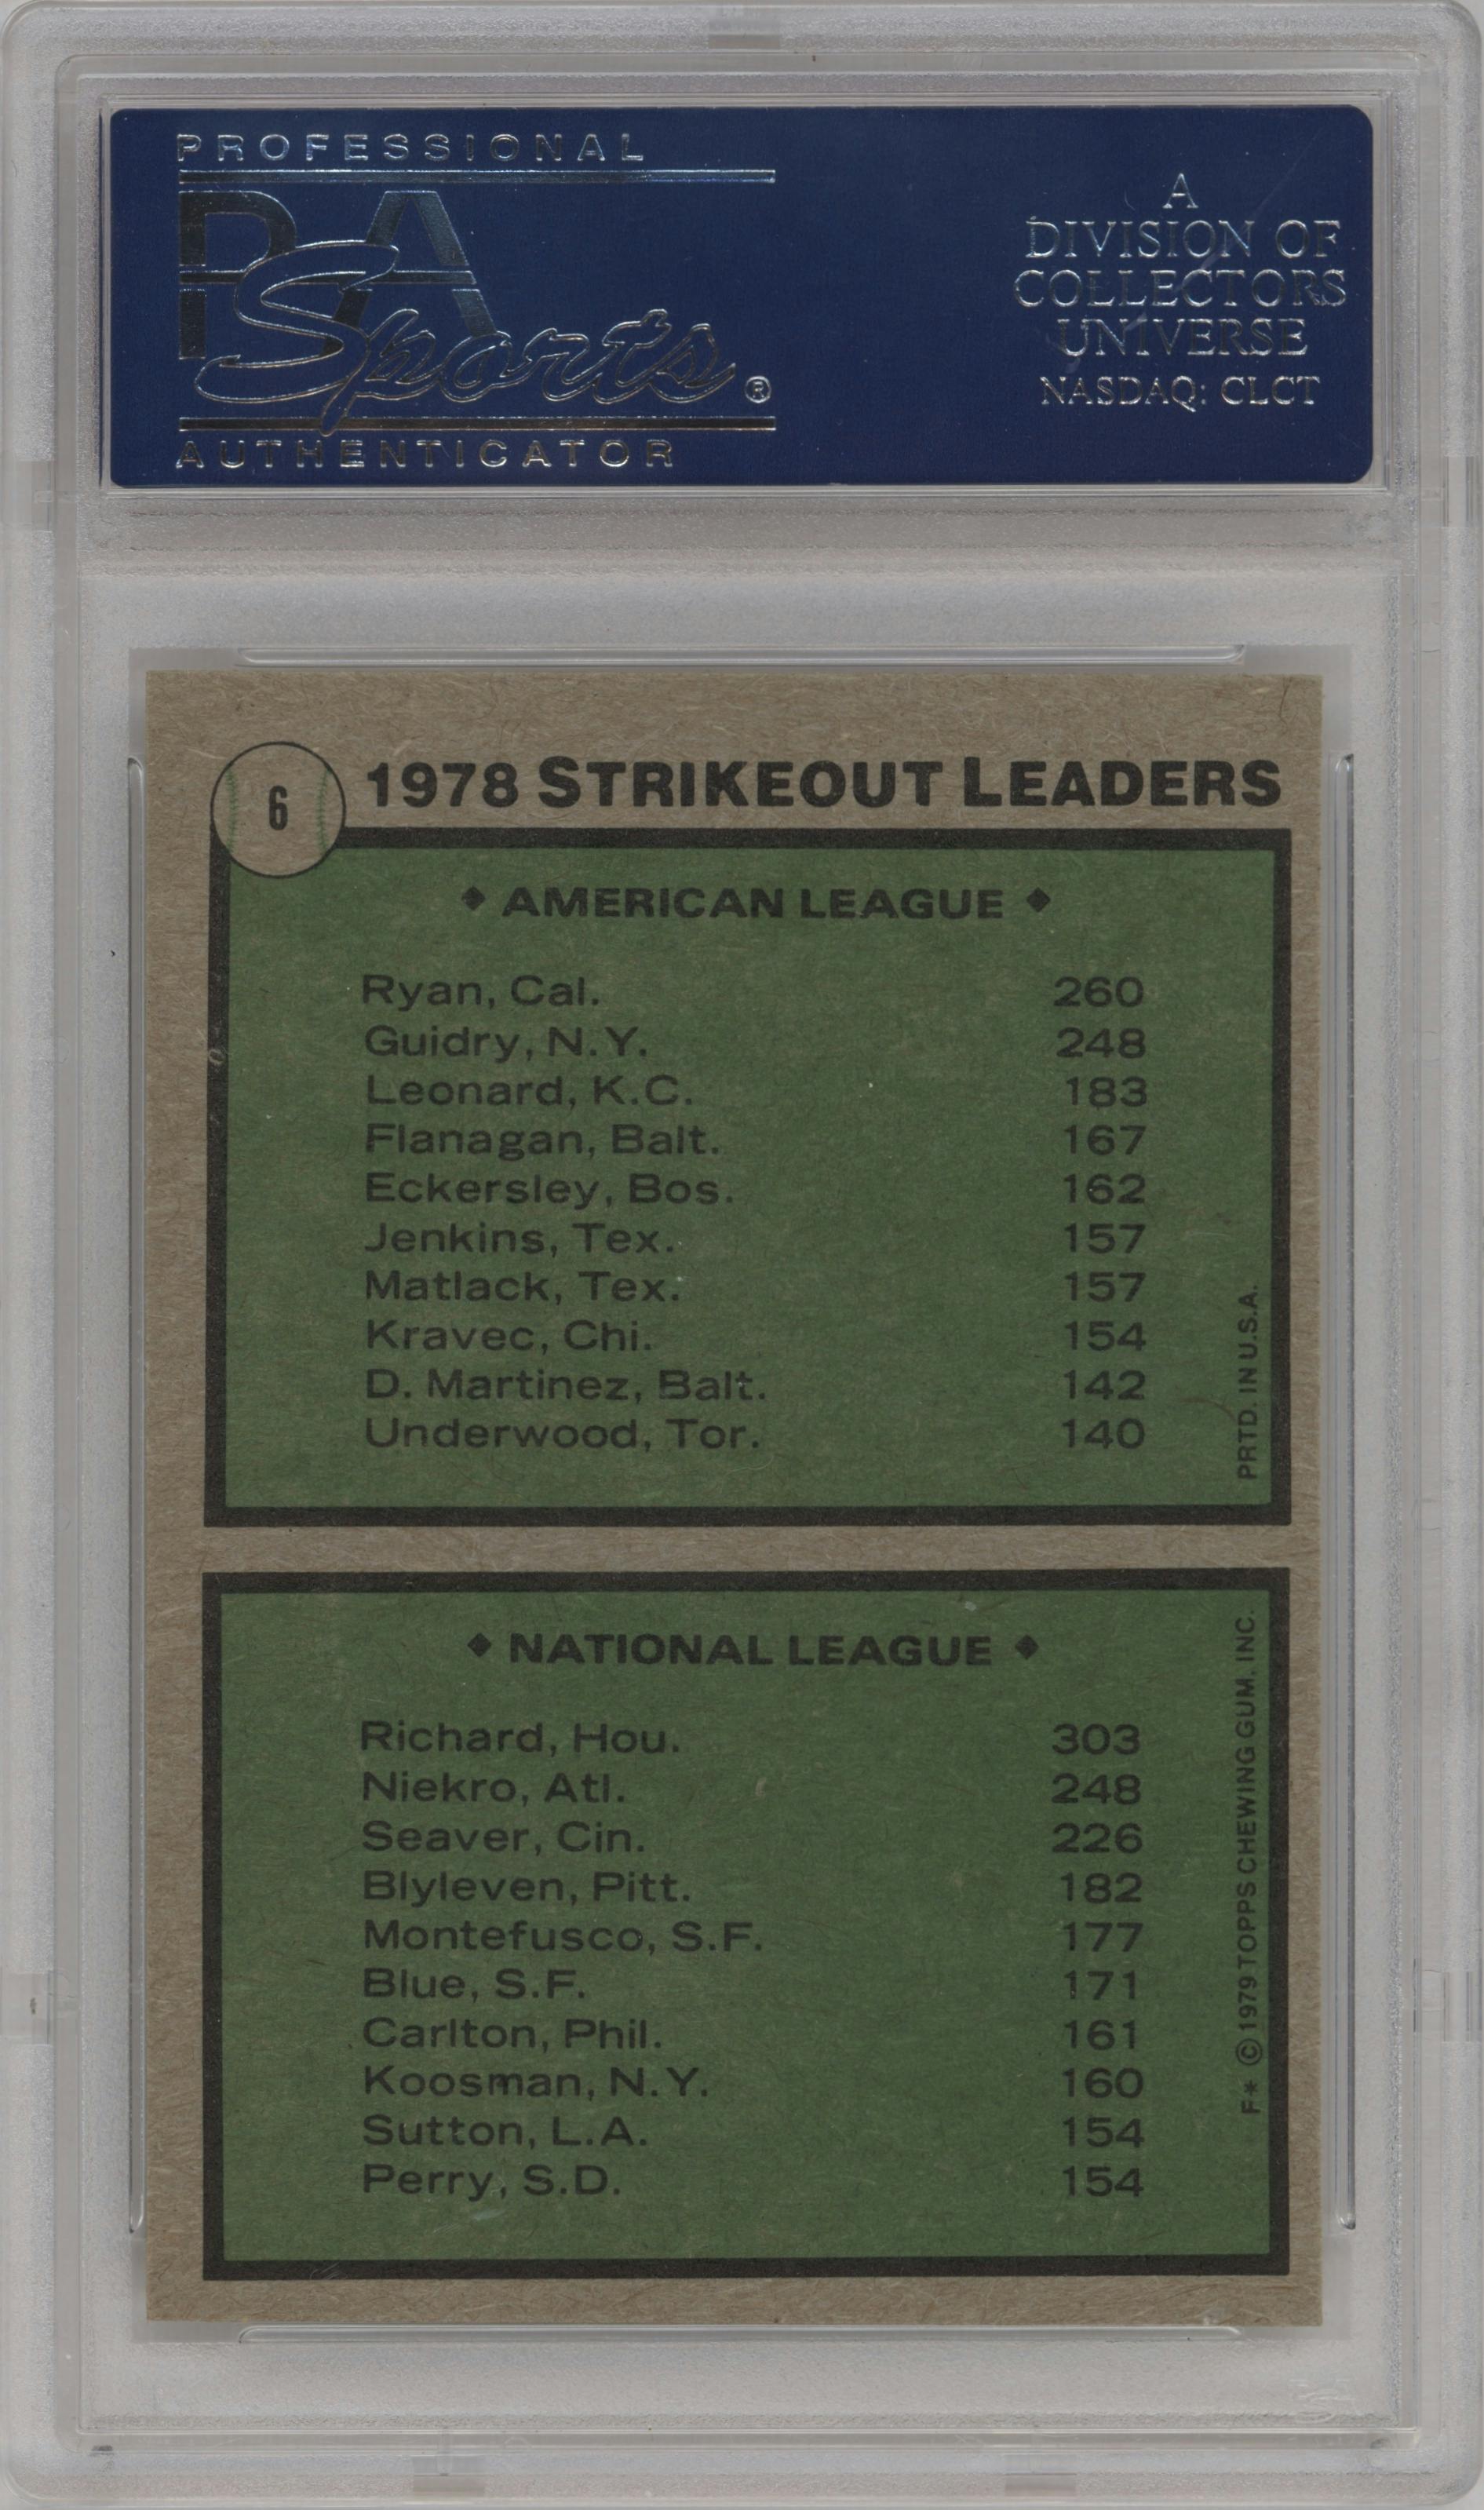 PROFESSIONAL
PSA
Sports®
AUTHENTICATOR
A
DIVISION OF
COLLECTORS
UNIVERSE
NASDAQ: CLCT
6
1978 STRIKEOUT LEADERS
♦ AMERICAN LEAGUE ♦
Ryan, Cal. 260
Guidry, N.Y. 248
Leonard, K.C. 183
Flanagan, Balt. 167
Eckersley, Bos. 162
Jenkins, Tex. 157
Matlack, Tex. 157
Kravec, Chi. 154
D. Martinez, Balt. 142
Underwood, Tor. 140
PRTD. IN U.S.A.
♦ NATIONAL LEAGUE ♦
Richard, Hou. 303
Niekro, Atl. 248
Seaver, Cin. 226
Blyleven, Pitt. 182
Montefusco, S.F. 177
Blue, S.F. 171
Carlton, Phil. 161
Koosman, N.Y. 160
Sutton, L.A. 154
Perry, S.D. 154
F* © 1979 TOPPS CHEWING GUM, INC.